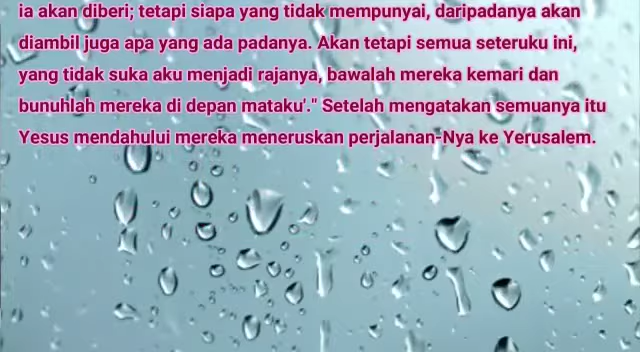 ia akan diberi; tetapi siapa yang tidak mempunyai, daripadanya akan
diambil juga apa yang ada padanya. Akan tetapi semua seteruku ini,
yang tidak suka aku menjadi rajanya, bawalah mereka kemari dan
bunuhlah mereka di depan mataku'." Setelah mengatakan semuanya itu
Yesus mendahului mereka meneruskan perjalanan-Nya ke Yerusalem.